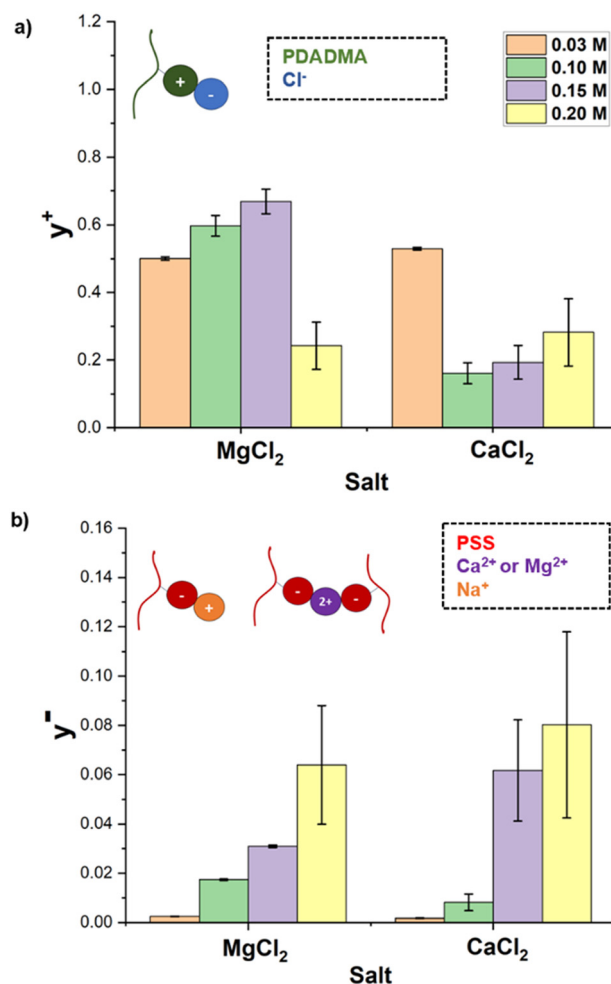 a)
1.2
1.0
0.8
0.6
0.4
0.2
0.0
y+
+
-
PDADMA
Cl-
0.03 M
0.10 M
0.15 M
0.20 M
MgCl2
CaCl2
Salt
b)
0.16
0.14
0.12
0.10
0.08
0.06
0.04
0.02
0.00
y-
-
+
-
2+
-
PSS
Ca2+ or Mg2+
Na+
MgCl2
CaCl2
Salt